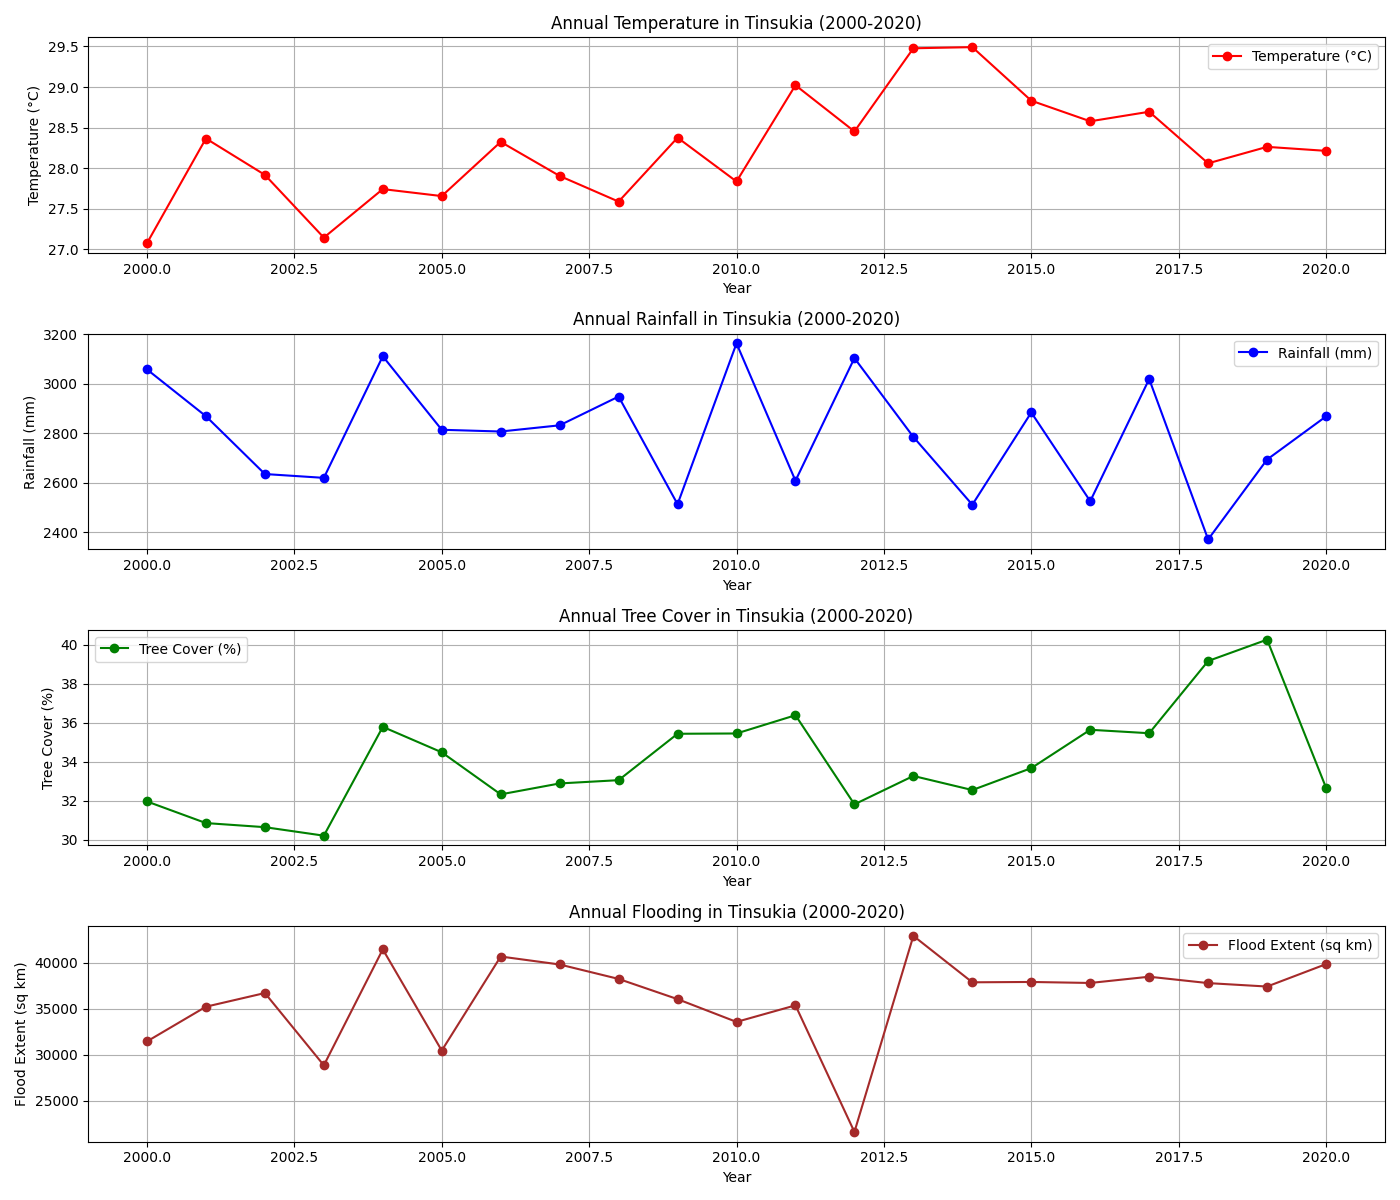 Annual Temperature in Tinsukia (2000-2020)
Temperature (°C)
Temperature (°C)
29.5
29.0
28.5
28.0
27.5
27.0
2000.0 2002.5 2005.0 2007.5 2010.0 2012.5 2015.0 2017.5 2020.0
Year
Annual Rainfall in Tinsukia (2000-2020)
Rainfall (mm)
Rainfall (mm)
3200
3000
2800
2600
2400
2000.0 2002.5 2005.0 2007.5 2010.0 2012.5 2015.0 2017.5 2020.0
Year
Annual Tree Cover in Tinsukia (2000-2020)
Tree Cover (%)
Tree Cover (%)
40
38
36
34
32
30
2000.0 2002.5 2005.0 2007.5 2010.0 2012.5 2015.0 2017.5 2020.0
Year
Annual Flooding in Tinsukia (2000-2020)
Flood Extent (sq km)
Flood Extent (sq km)
40000
35000
30000
25000
2000.0 2002.5 2005.0 2007.5 2010.0 2012.5 2015.0 2017.5 2020.0
Year